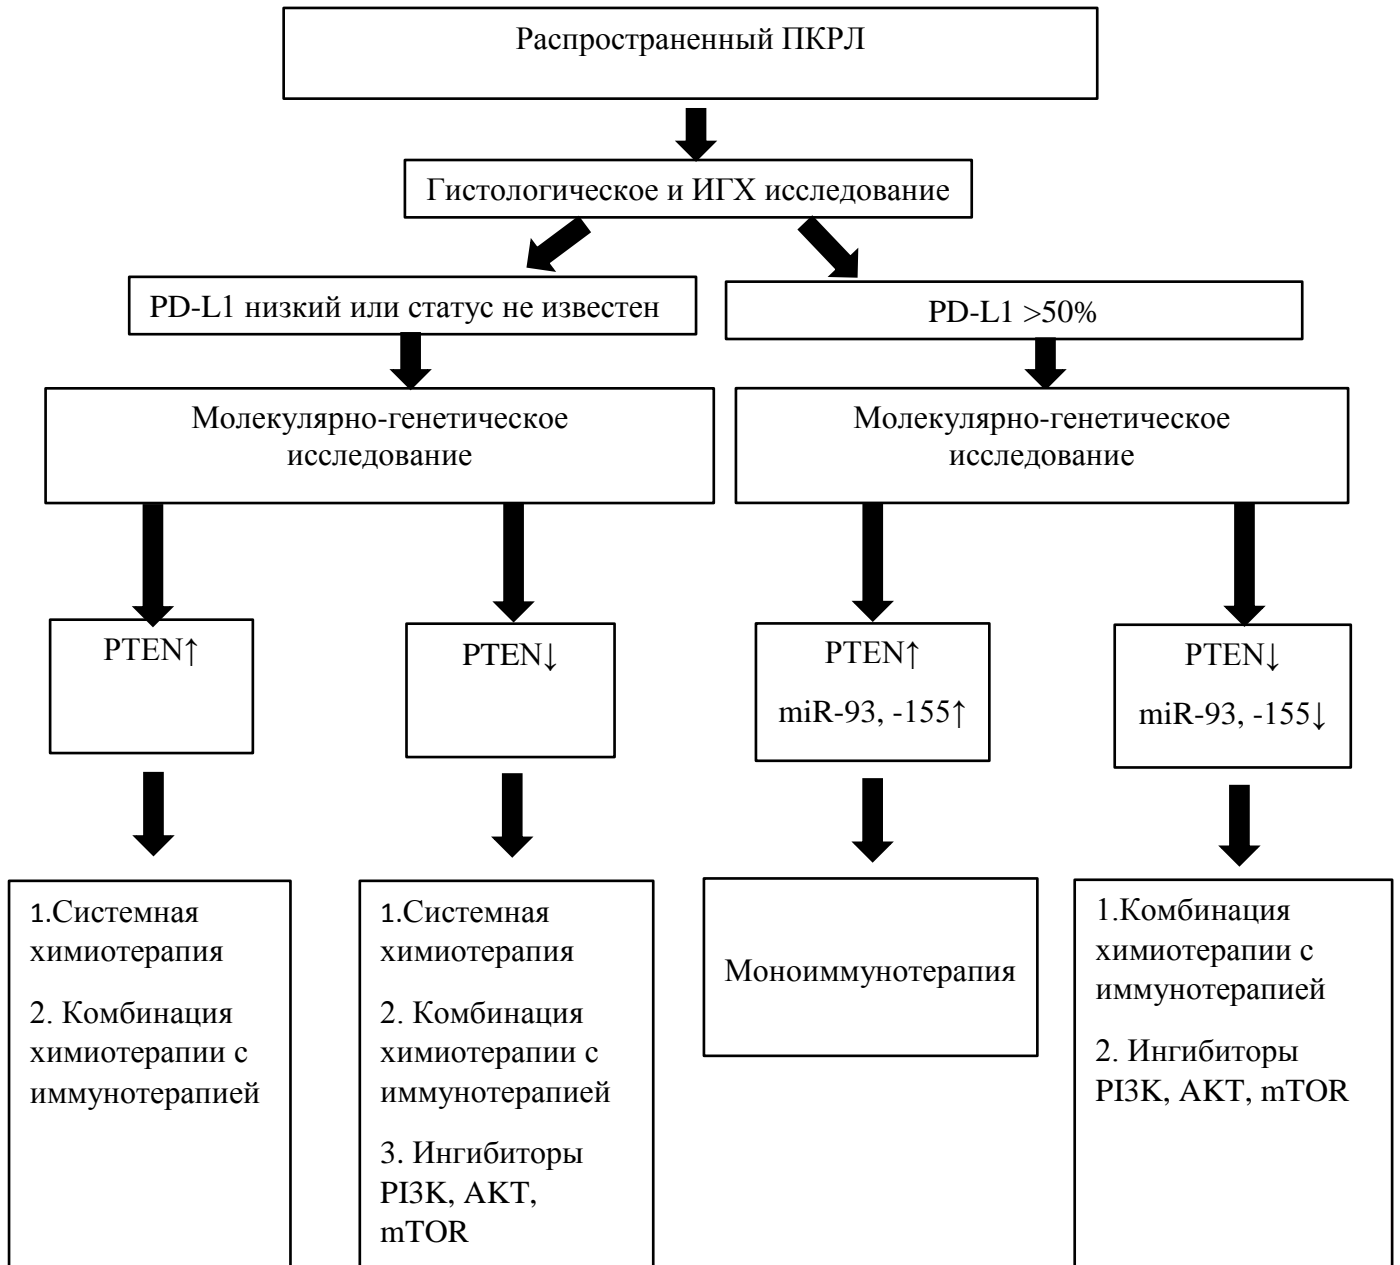 Распространенный ПКРЛ
Гистологическое и ИГХ исследование
PD-L1 низкий или статус не известен
PD-L1 >50%
Молекулярно-генетическое
исследование
Молекулярно-генетическое
исследование
PTEN↑
PTEN↓
PTEN↑
miR-93, -155↑
PTEN↓
miR-93, -155↓
1.Системная
химиотерапия
2. Комбинация
химиотерапии с
иммунотерапией
1.Системная
химиотерапия
2. Комбинация
химиотерапии с
иммунотерапией
3. Ингибиторы
PI3K, AKT,
mTOR
Моноиммунотерапия
1.Комбинация
химиотерапии с
иммунотерапией
2. Ингибиторы
PI3K, AKT, mTOR